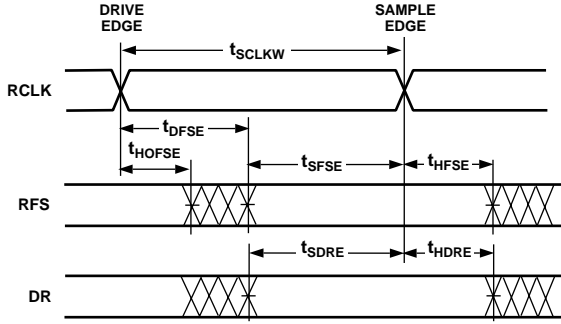 DRIVE
EDGE
SAMPLE
EDGE
tSCLKW
RCLK
tDFSE
tHOFSE
tSFSE
tHFSE
RFS
tSDRE
tHDRE
DR